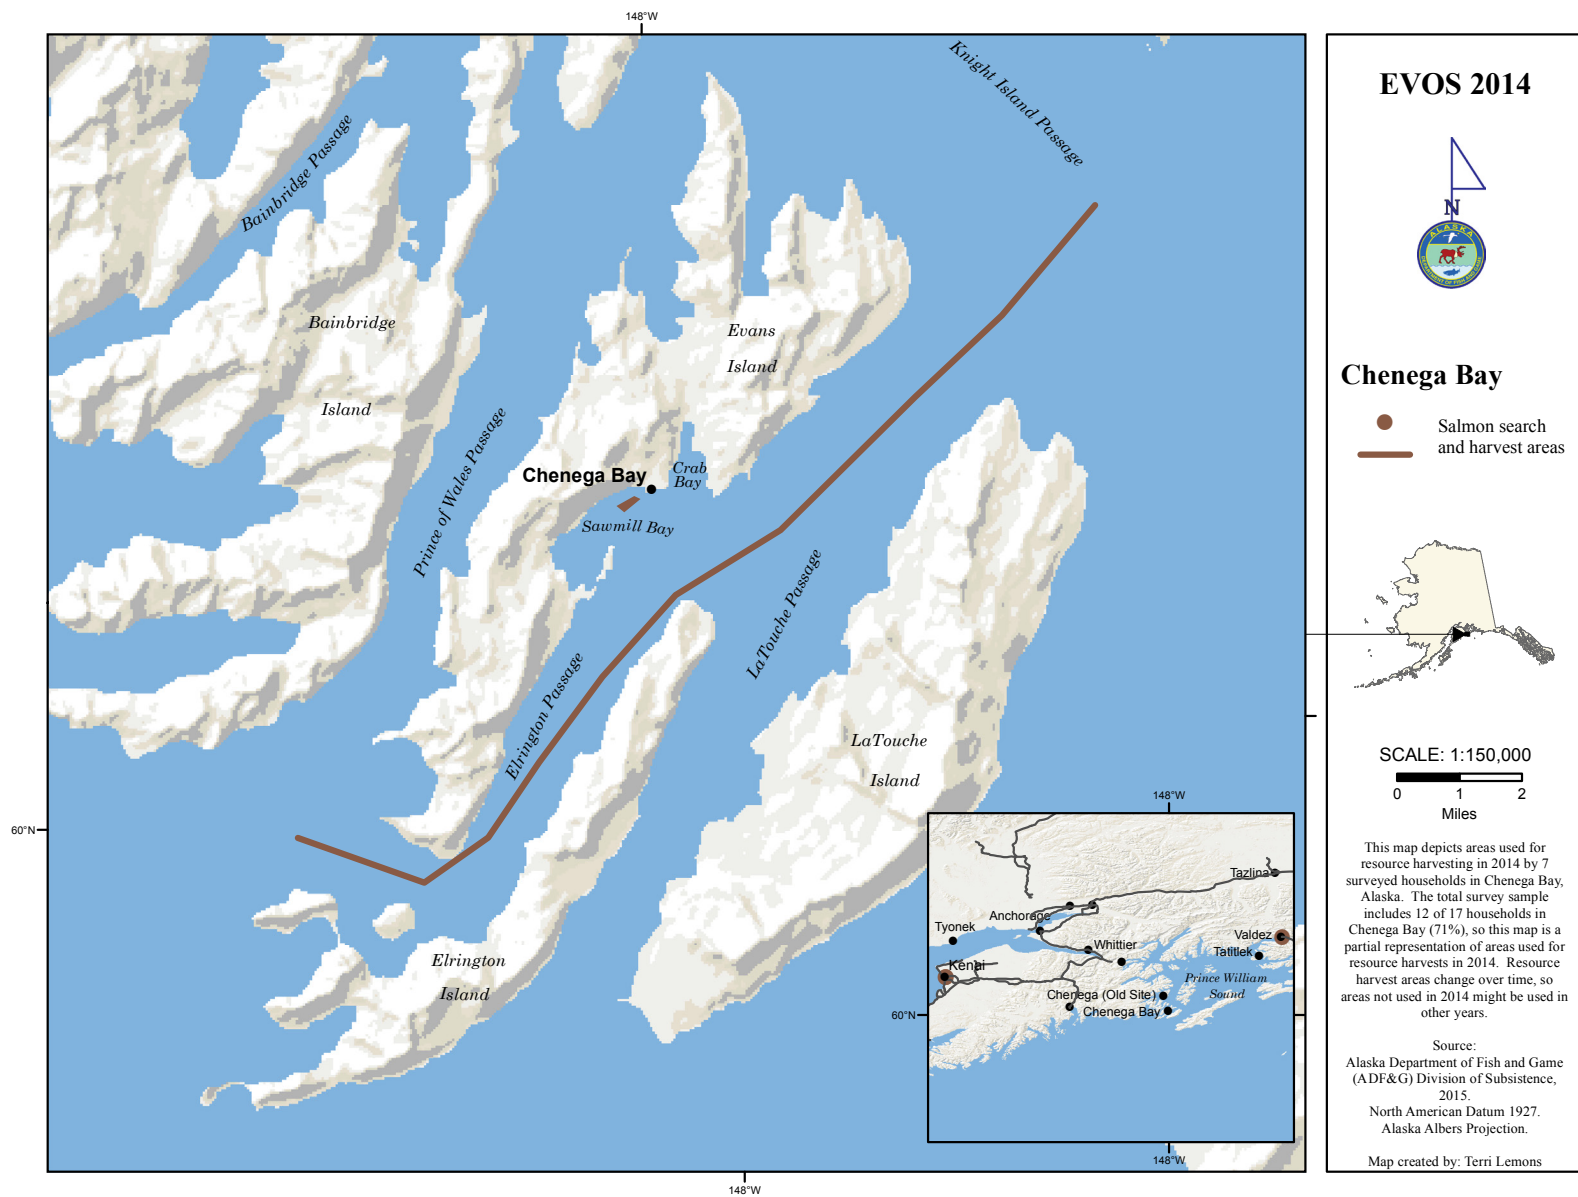 148°W
Knight Island Passage
Bainbridge Passage
Bainbridge
Island
Evans
Island
Prince of Wales Passage
Chenega Bay
Crab
Bay
Sawmill Bay
LaTouche Passage
Elrington Passage
LaTouche
Island
60°N
Elrington
Island
148°W
148°W
Tazlina
Anchorage
Tyonek
Valdez
Whittier
Tatitlek
Kenai
Prince William
Sound
Chenega (Old Site)
Chenega Bay
60°N
148°W
EVOS 2014
N
ALASKA
DEPARTMENT OF FISH AND GAME
Chenega Bay
Salmon search
and harvest areas
SCALE: 1:150,000
0 1 2
Miles
This map depicts areas used for
resource harvesting in 2014 by 7
surveyed households in Chenega Bay,
Alaska. The total survey sample
includes 12 of 17 households in
Chenega Bay (71%), so this map is a
partial representation of areas used for
resource harvests in 2014. Resource
harvest areas change over time, so
areas not used in 2014 might be used in
other years.
Source:
Alaska Department of Fish and Game
(ADF&G) Division of Subsistence,
2015.
North American Datum 1927.
Alaska Albers Projection.
Map created by: Terri Lemons